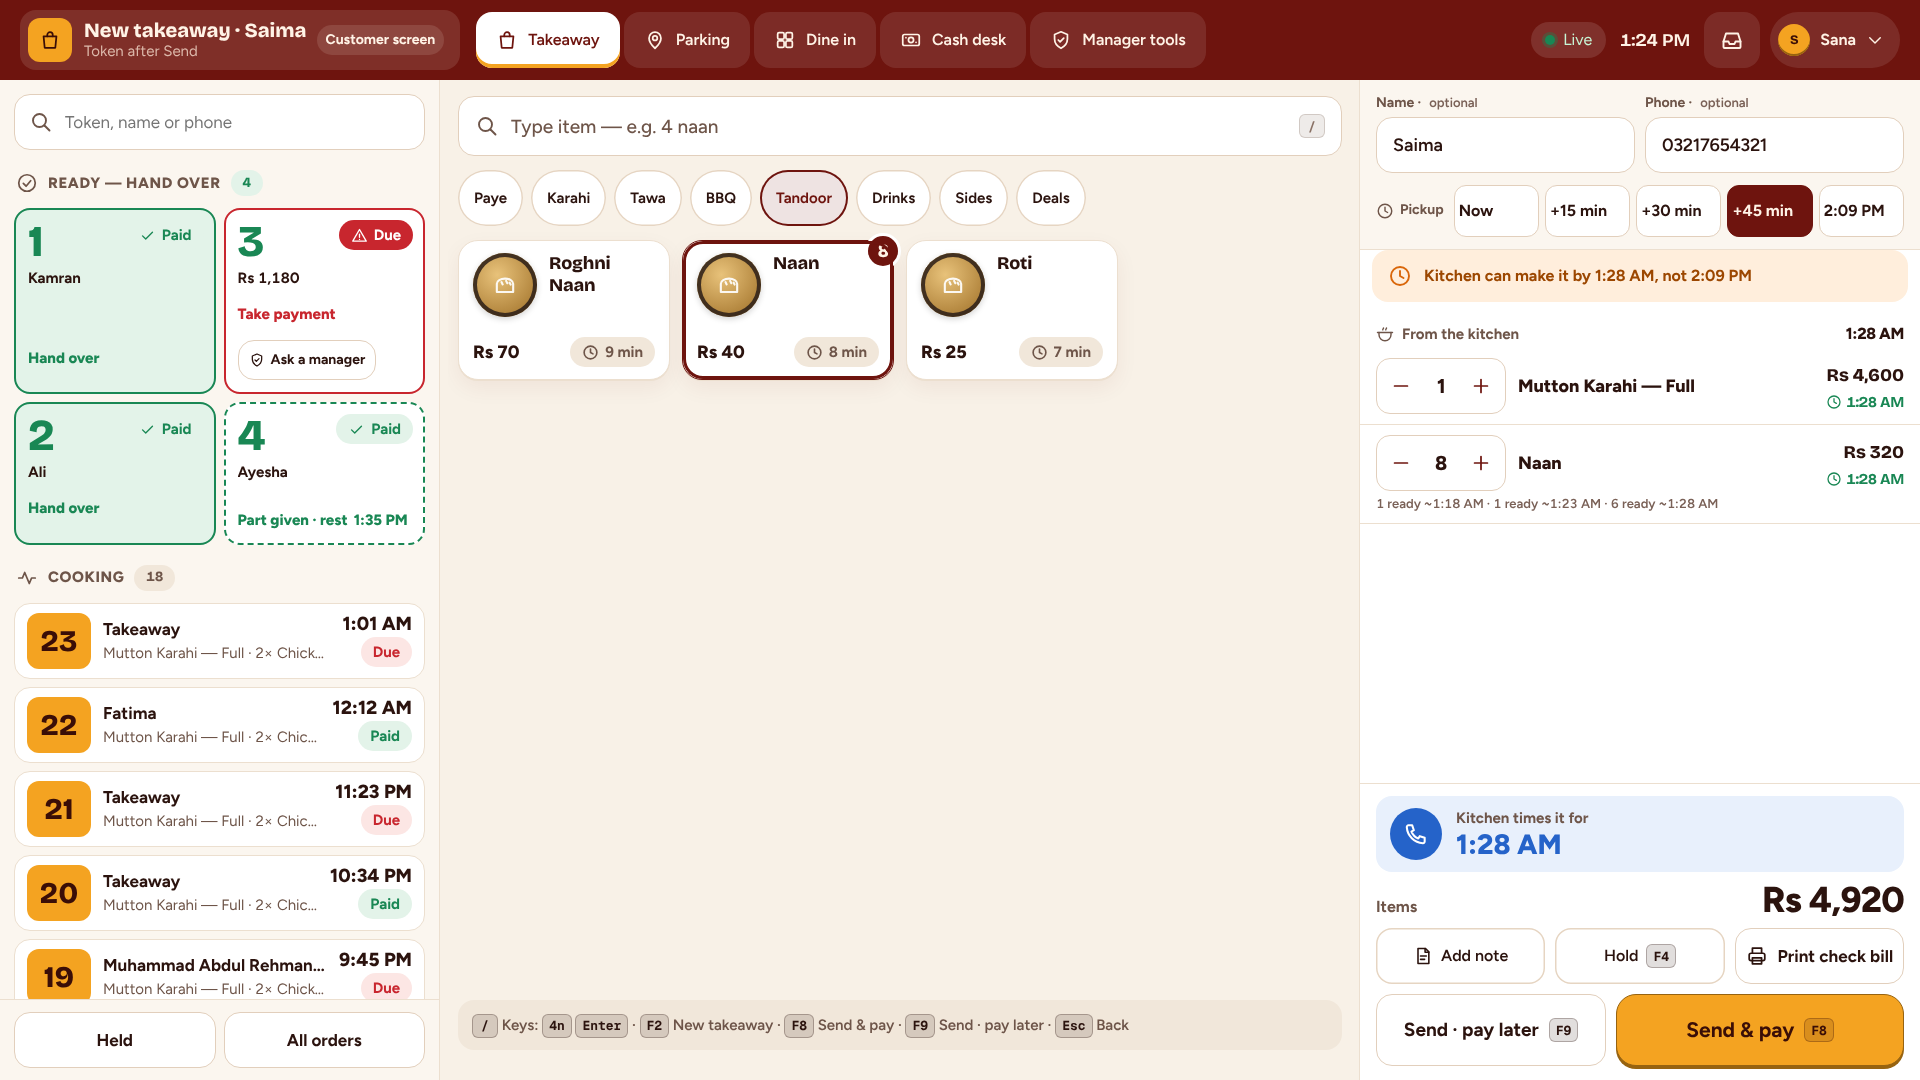 New takeaway · Saima
Token after Send
Customer screen
Takeaway
Parking
Dine in
Cash desk
Manager tools
Live
1:24 PM
S
Sana
Token, name or phone
READY — HAND OVER 4
1
Paid
Kamran
Hand over
3
Due
Rs 1,180
Take payment
Ask a manager
2
Paid
Ali
Hand over
4
Paid
Ayesha
Part given · rest 1:35 PM
COOKING 18
23
Takeaway
1:01 AM
Mutton Karahi — Full · 2× Chick...
Due
22
Fatima
12:12 AM
Mutton Karahi — Full · 2× Chic...
Paid
21
Takeaway
11:23 PM
Mutton Karahi — Full · 2× Chic...
Due
20
Takeaway
10:34 PM
Mutton Karahi — Full · 2× Chic...
Paid
19
Muhammad Abdul Rehman...
9:45 PM
Mutton Karahi — Full · 2× Chic...
Due
Held
All orders
Type item — e.g. 4 naan
/
Paye
Karahi
Tawa
BBQ
Tandoor
Drinks
Sides
Deals
Roghni Naan
Rs 70
9 min
Naan
8
Rs 40
8 min
Roti
Rs 25
7 min
/ Keys: 4n Enter · F2 New takeaway · F8 Send & pay · F9 Send · pay later · Esc Back
Name · optional
Saima
Phone · optional
03217654321
Pickup
Now
+15 min
+30 min
+45 min
2:09 PM
Kitchen can make it by 1:28 AM, not 2:09 PM
From the kitchen
1:28 AM
− 1 +
Mutton Karahi — Full
Rs 4,600
1:28 AM
− 8 +
Naan
Rs 320
1:28 AM
1 ready ~1:18 AM · 1 ready ~1:23 AM · 6 ready ~1:28 AM
Kitchen times it for
1:28 AM
Items
Rs 4,920
Add note
Hold F4
Print check bill
Send · pay later F9
Send & pay F8